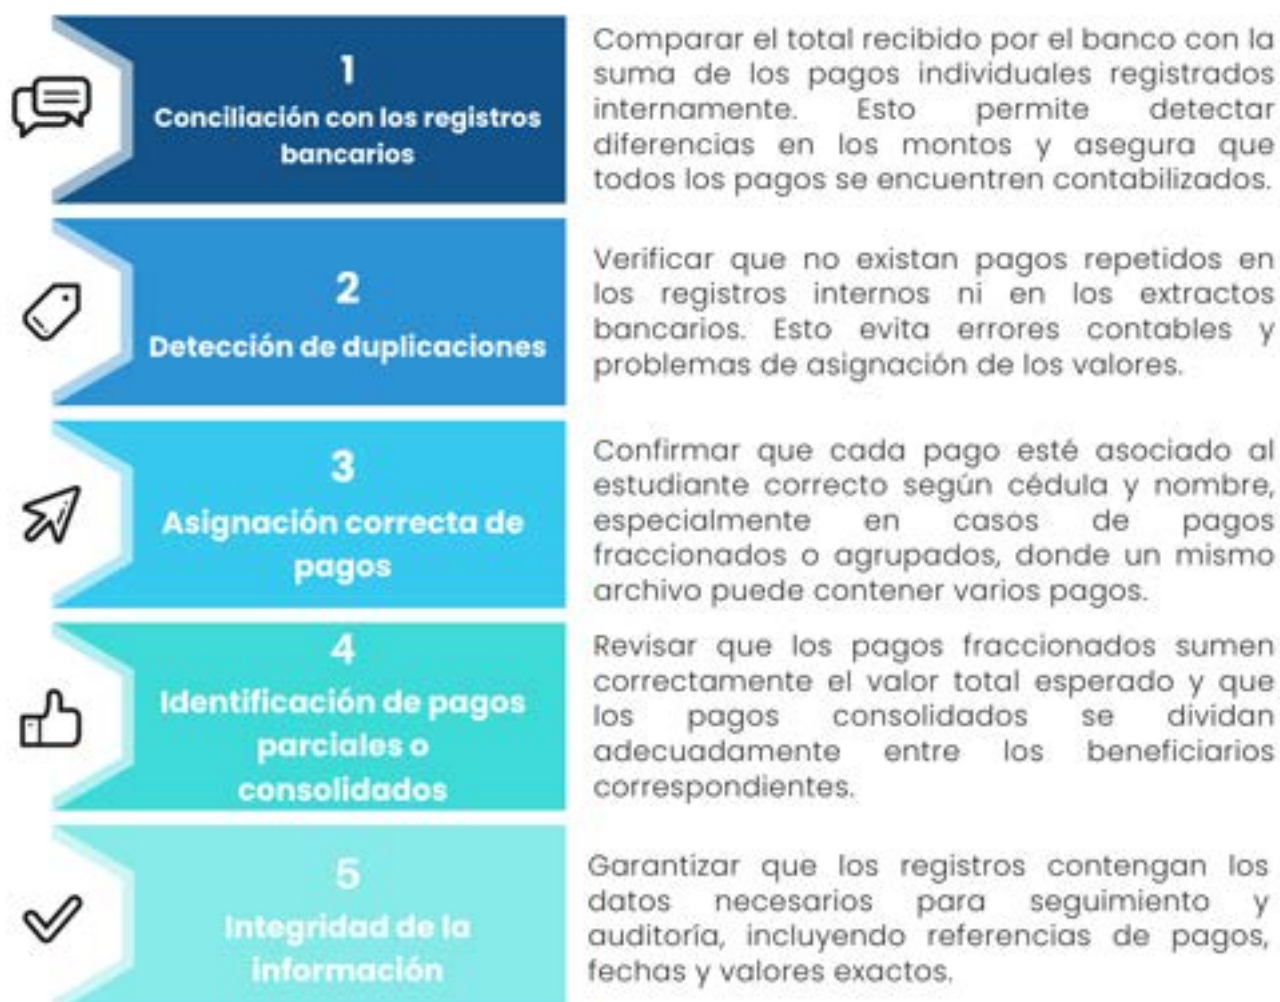 1
Conciliación con los registros
bancarios
Comparar el total recibido por el banco con la
suma de los pagos individuales registrados
internamente. Esto permite detectar
diferencias en los montos y asegura que
todos los pagos se encuentren contabilizados.
2
Detección de duplicaciones
Verificar que no existan pagos repetidos en
los registros internos ni en los extractos
bancarios. Esto evita errores contables y
problemas de asignación de los valores.
3
Asignación correcta de
pagos
Confirmar que cada pago esté asociado al
estudiante correcto según cédula y nombre,
especialmente en casos de pagos
fraccionados o agrupados, donde un mismo
archivo puede contener varios pagos.
4
Identificación de pagos
parciales o
consolidados
Revisar que los pagos fraccionados sumen
correctamente el valor total esperado y que
los pagos consolidados se dividan
adecuadamente entre los beneficiarios
correspondientes.
5
Integridad de la
información
Garantizar que los registros contengan los
datos necesarios para seguimiento y
auditoría, incluyendo referencias de pagos,
fechas y valores exactos.